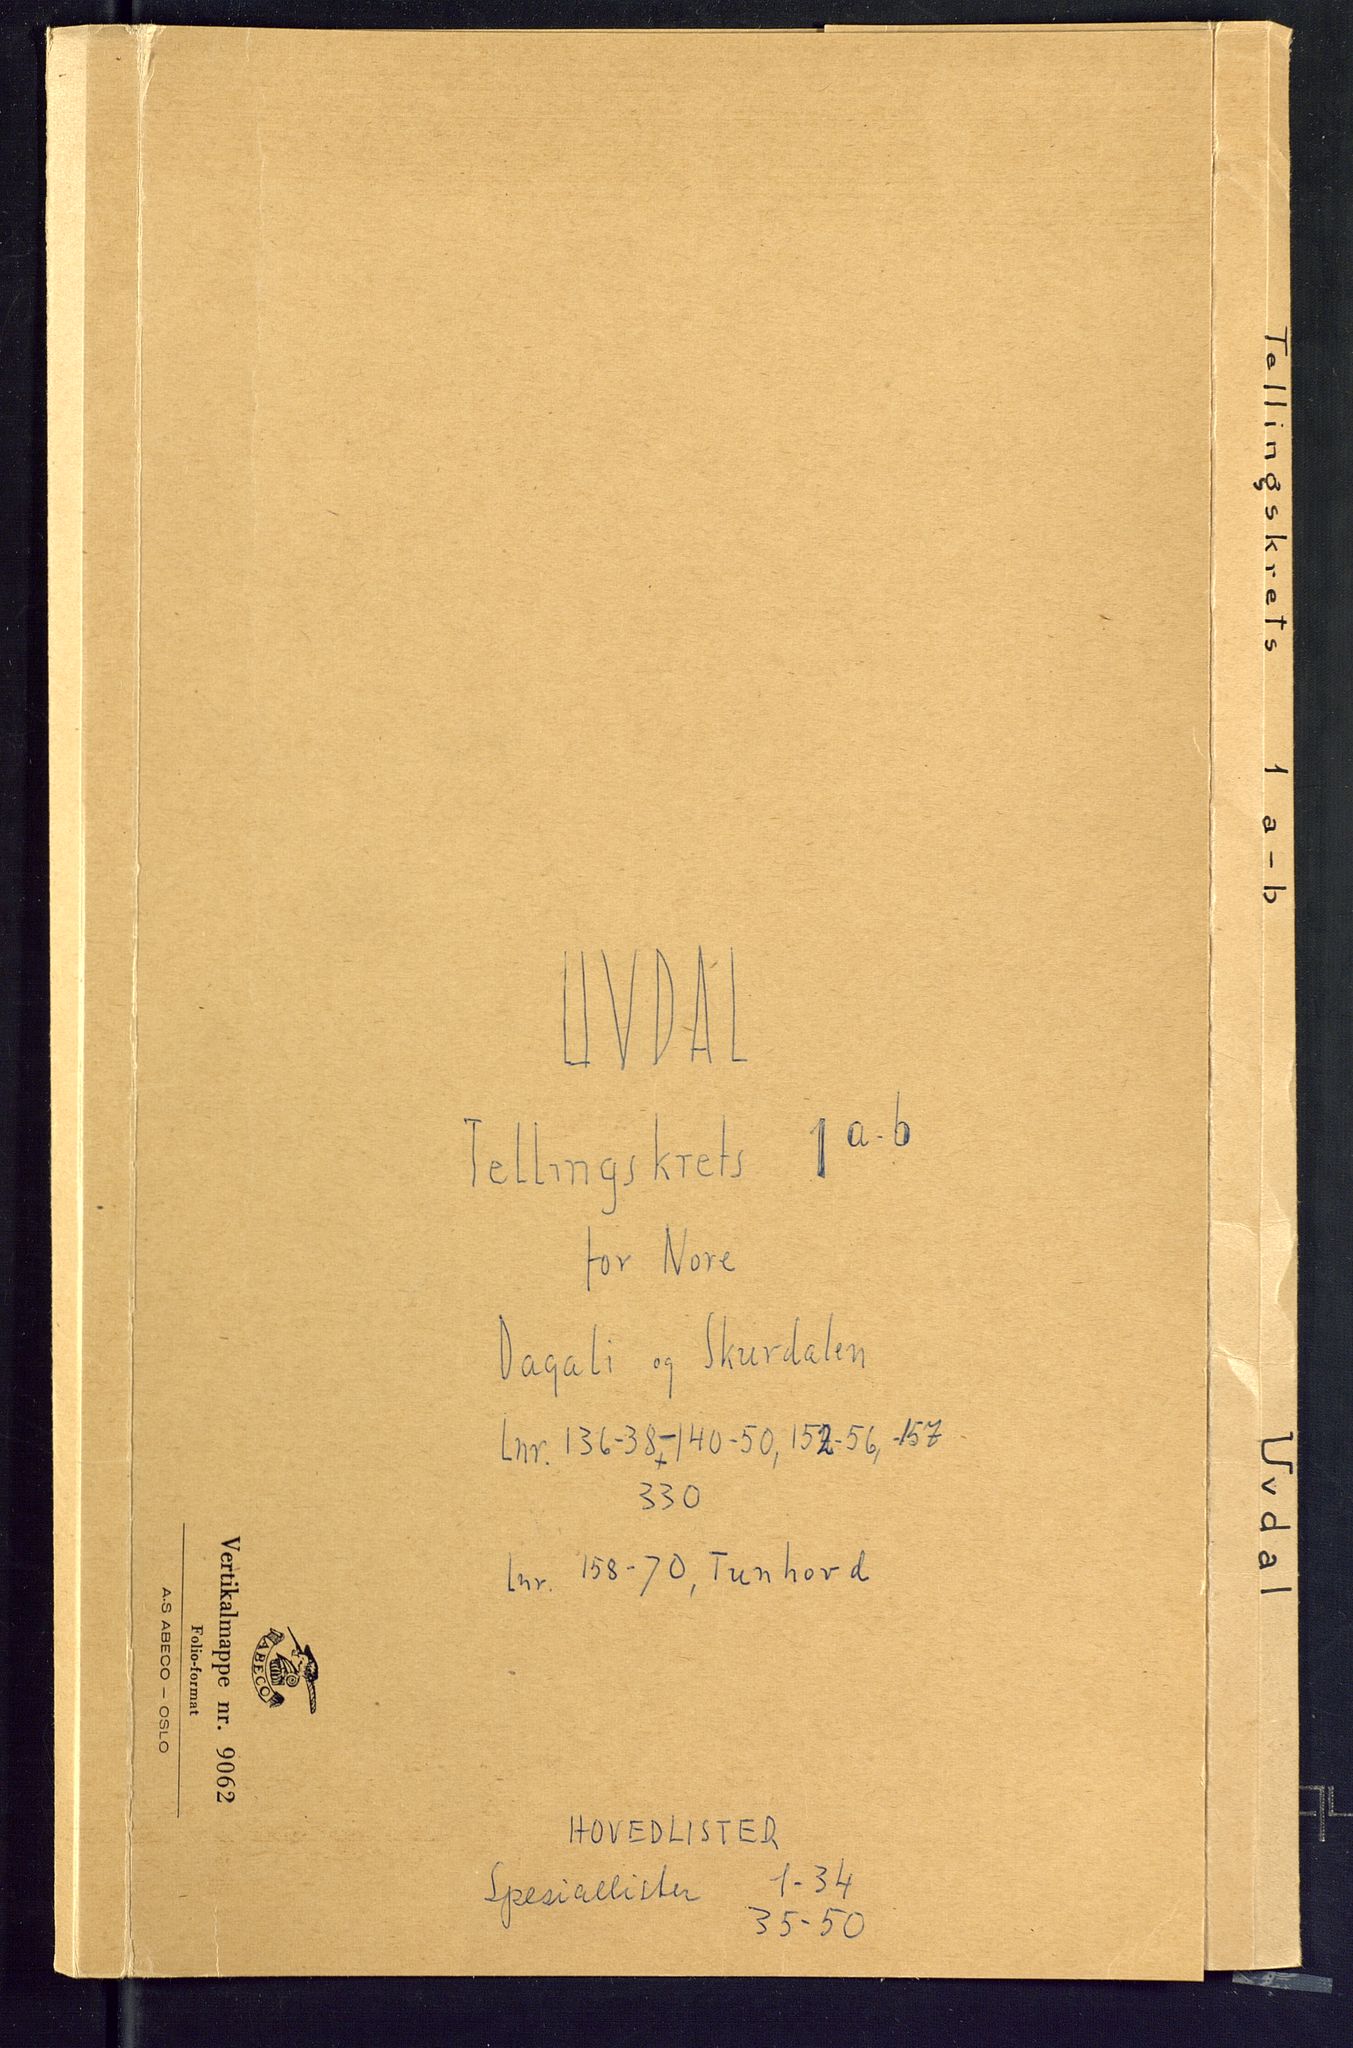 UVDAL
Tellingskrets 1 a-b
for Nore
Dagali og Skurdalen
Lnr. 136-38,-140-50, 152-56, -157
+
330
Lnr. 158-70, Tunhovd
HOVEDLISTER
Spesiallister 1-34
35-50
ABECO
Vertikalmappe nr. 9062
Folio-format
A.S ABECO – OSLO
Tellingskrets 1 a-b Uvdal